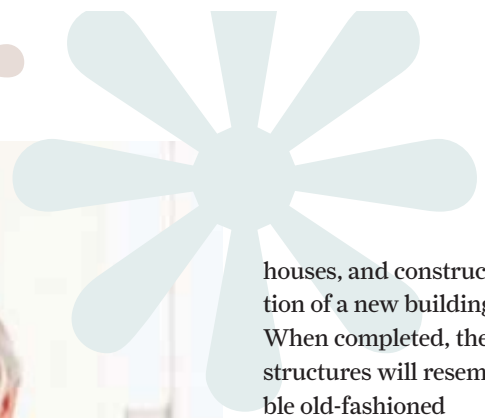 houses, and construc-
tion of a new building.
When completed, the
structures will resem-
ble old-fashioned